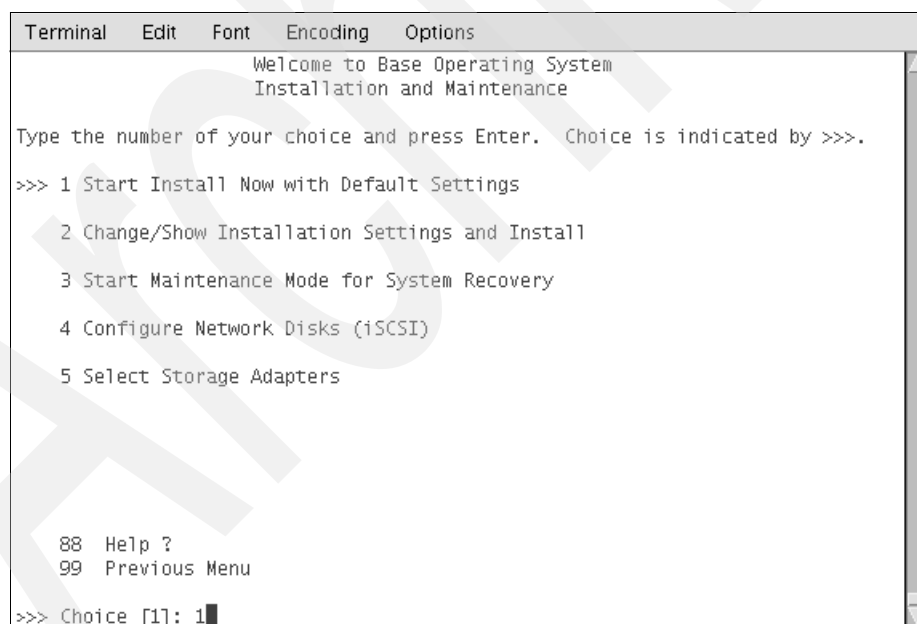 Terminal Edit Font Encoding Options
Welcome to Base Operating System
Installation and Maintenance
Type the number of your choice and press Enter. Choice is indicated by >>>.
>>> 1 Start Install Now with Default Settings
2 Change/Show Installation Settings and Install
3 Start Maintenance Mode for System Recovery
4 Configure Network Disks (iSCSI)
5 Select Storage Adapters
88 Help ?
99 Previous Menu
>>> Choice [1]: 1